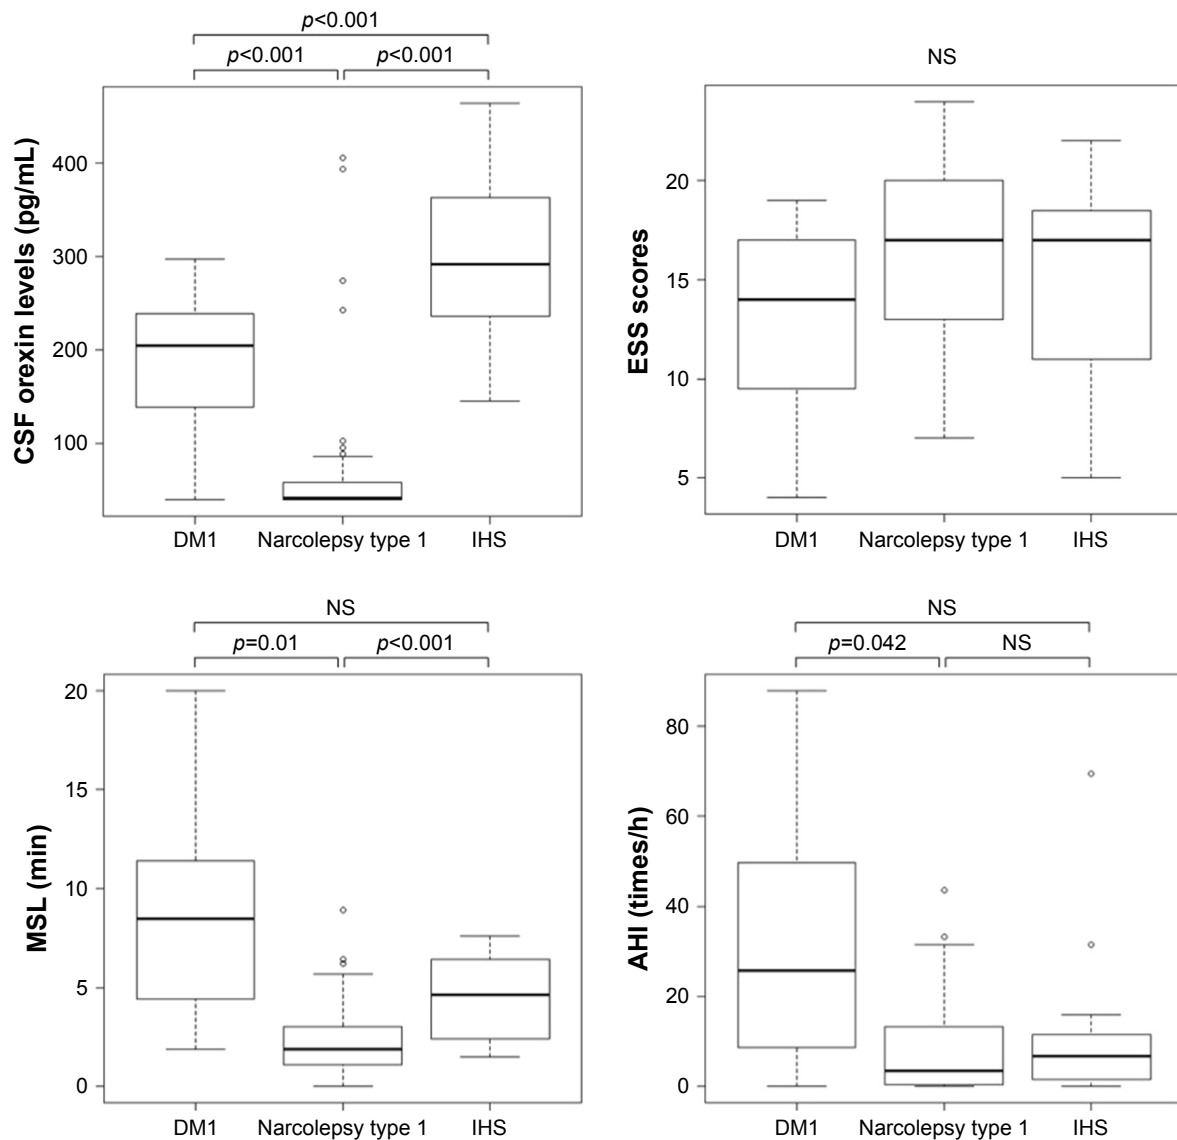 p<0.001
p<0.001 p<0.001
CSF orexin levels (pg/mL)
400
300
200
100
DM1 Narcolepsy type 1 IHS
NS
ESS scores
20
15
10
5
DM1 Narcolepsy type 1 IHS
NS
p=0.01 p<0.001
MSL (min)
20
15
10
5
0
DM1 Narcolepsy type 1 IHS
NS
p=0.042 NS
AHI (times/h)
80
60
40
20
0
DM1 Narcolepsy type 1 IHS